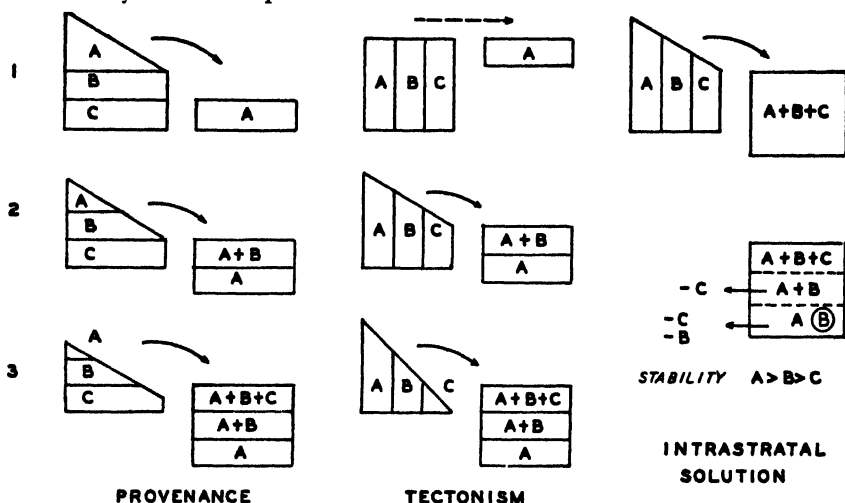 1
A
B
C
A
A B C
A
A B C
A+B+C
2
A
B
C
A+B
A
A B C
A+B
A
A+B+C
-C A+B
-C
-B
A B
3
A
B
C
A+B+C
A+B
A
A B C
A+B+C
A+B
A
STABILITY A>B>C
PROVENANCE
TECTONISM
INTRASTRATAL
SOLUTION